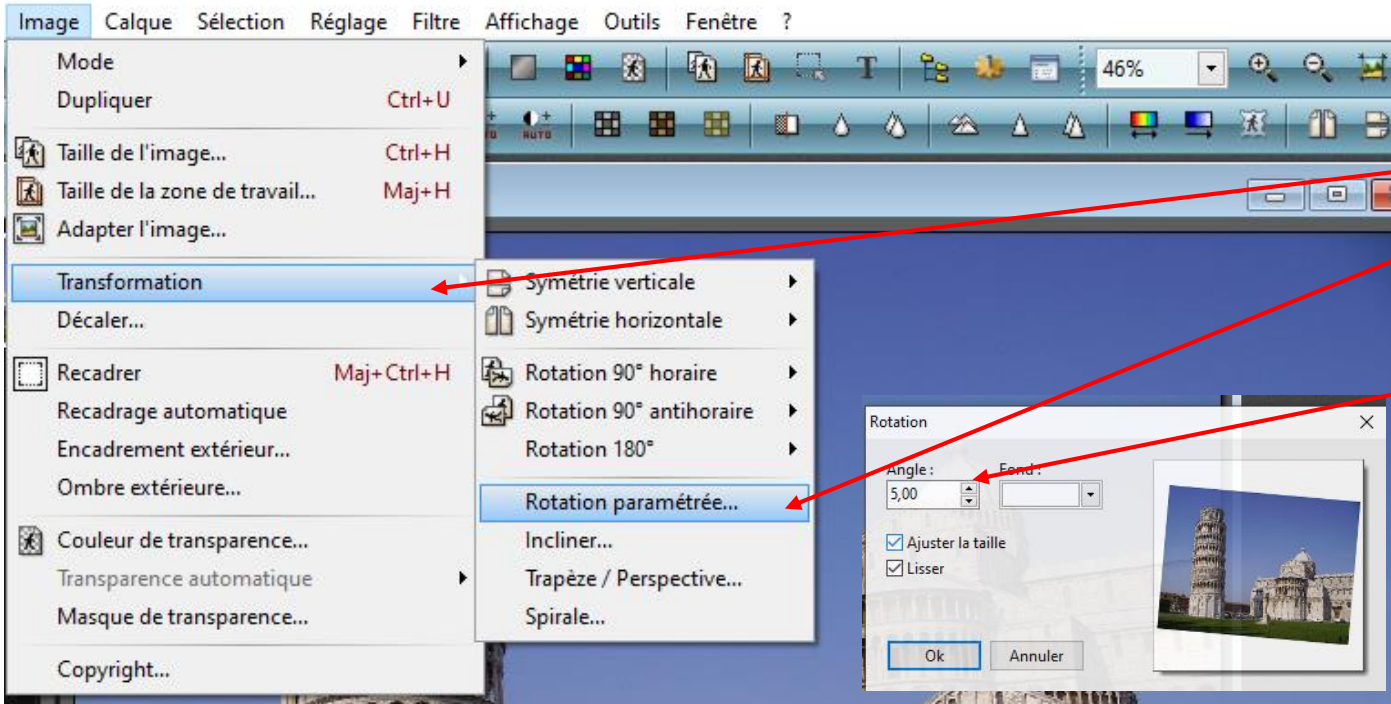 Image Calque Sélection Réglage Filtre Affichage Outils Fenêtre ?
Mode
Dupliquer Ctrl+U
Taille de l'image... Ctrl+H
Taille de la zone de travail... Maj+H
Adapter l'image...
Transformation
Décaler...
Recadrer Maj+Ctrl+H
Recadrage automatique
Encadrement extérieur...
Ombre extérieure...
Couleur de transparence...
Transparence automatique
Masque de transparence...
Copyright...
T 46%
AUTO
Symétrie verticale
Symétrie horizontale
Rotation 90° horaire
Rotation 90° antihoraire
Rotation 180°
Rotation paramétrée...
Incliner...
Trapèze / Perspective...
Spirale...
Rotation
Angle : Fond :
5,00
Ajuster la taille
Lisser
Ok Annuler